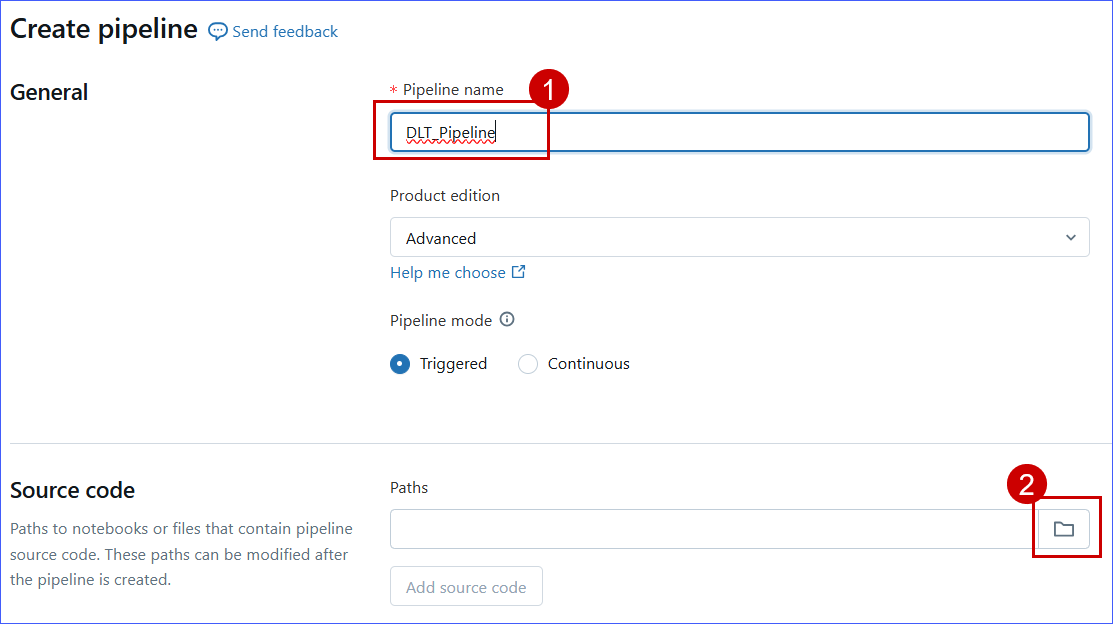 Create pipeline Send feedback
General
* Pipeline name
1
DLT_Pipeline
Product edition
Advanced
Help me choose
Pipeline mode
Triggered Continuous
Source code
Paths to notebooks or files that contain pipeline
source code. These paths can be modified after
the pipeline is created.
Paths
2
Add source code